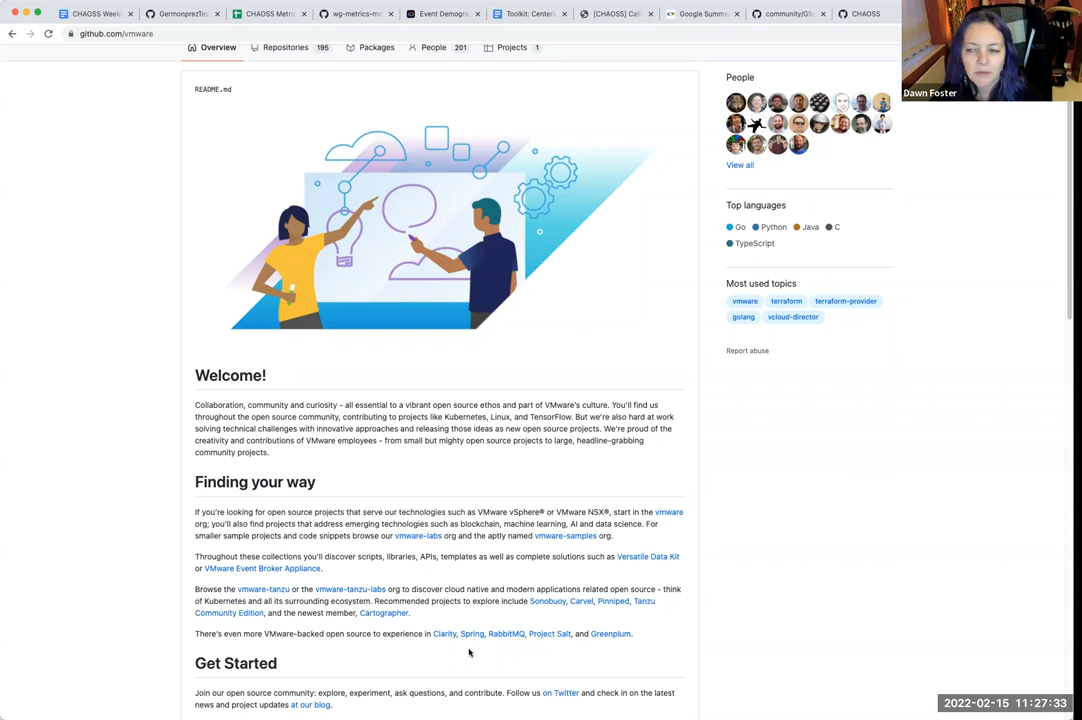 CHAOSS Week
GermonprezTe
CHAOSS Metri
wg-metrics-m
Event Demogra
Toolkit: Centeri
[CHAOSS] Call
Google Summe
community/GS
CHAOSS
github.com/vmware
Overview
Repositories 195
Packages
People 201
Projects 1
README.md
Dawn Foster
People
View all
Top languages
Go Python Java C
TypeScript
Most used topics
vmware terraform terraform-provider
golang vcloud-director
Report abuse
Welcome!
Collaboration, community and curiosity - all essential to a vibrant open source ethos and part of VMware's culture. You'll find us
throughout the open source community, contributing to projects like Kubernetes, Linux, and TensorFlow. But we're also hard at work
solving technical challenges with innovative approaches and releasing those ideas as new open source projects. We're proud of the
creativity and contributions of VMware employees - from small but mighty open source projects to large, headline-grabbing
community projects.
Finding your way
If you're looking for open source projects that serve our technologies such as VMware vSphere® or VMware NSX®, start in the vmware
org; you'll also find projects that address emerging technologies such as blockchain, machine learning, AI and data science. For
smaller sample projects and code snippets browse our vmware-labs org and the aptly named vmware-samples org.
Throughout these collections you'll discover scripts, libraries, APIs, templates as well as complete solutions such as Versatile Data Kit
or VMware Event Broker Appliance.
Browse the vmware-tanzu or the vmware-tanzu-labs org to discover cloud native and modern applications related open source - think
of Kubernetes and all its surrounding ecosystem. Recommended projects to explore include Sonobuoy, Carvel, Pinniped, Tanzu
Community Edition, and the newest member, Cartographer.
There's even more VMware-backed open source to experience in Clarity, Spring, RabbitMQ, Project Salt, and Greenplum.
Get Started
Join our open source community: explore, experiment, ask questions, and contribute. Follow us on Twitter and check in on the latest
news and project updates at our blog.
2022-02-15 11:27:33